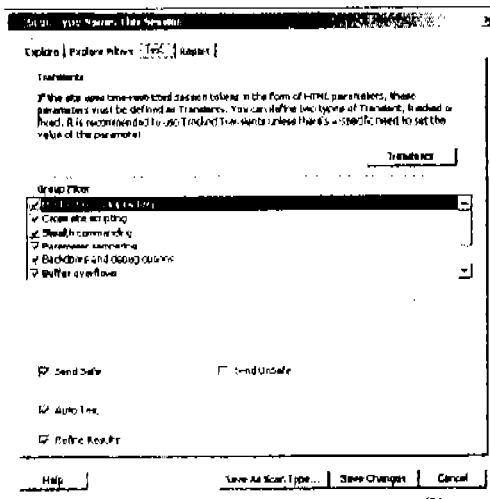 Explore Explore Filters Test Report
Transients
If the site uses time-restricted session tokens in the form of HTML parameters, these
parameters must be defined as Transients. You can define two types of Transient, tracked or
fixed. It is recommended to use Tracked Transients unless there's a specific need to set the
value of the parameter
Transients
Group Filter
Cross site scripting
Stealth commanding
Parameter tampering
Backdoors and debug options
Buffer overflows
Send Safe Send UnSafe
Auto Test
Refine Results
Help Save As Scan Type... Save Changes Cancel